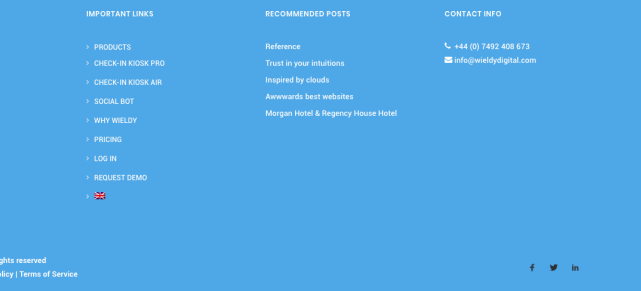 IMPORTANT LINKS
PRODUCTS
CHECK-IN KIOSK PRO
CHECK-IN KIOSK AIR
SOCIAL BOT
WHY WIELDY
PRICING
LOG IN
REQUEST DEMO
RECOMMENDED POSTS
Reference
Trust in your intuitions
Inspired by clouds
Awwwards best websites
Morgan Hotel & Regency House Hotel
CONTACT INFO
+44 (0) 7492 408 673
info@wieldydigital.com
ghts reserved
licy | Terms of Service